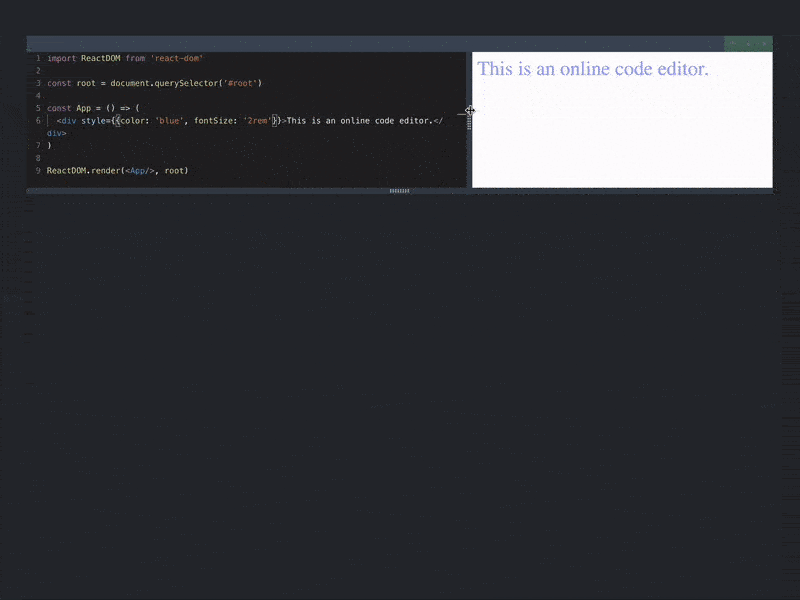 1 import ReactDOM from 'react-dom'
2
3 const root = document.querySelector('#root')
4
5 const App = () => (
6 <div style={{color: 'blue', fontSize: '2rem'}}>This is an online code editor.</
div>
7 )
8
9 ReactDOM.render(<App/>, root)
This is an online code editor.